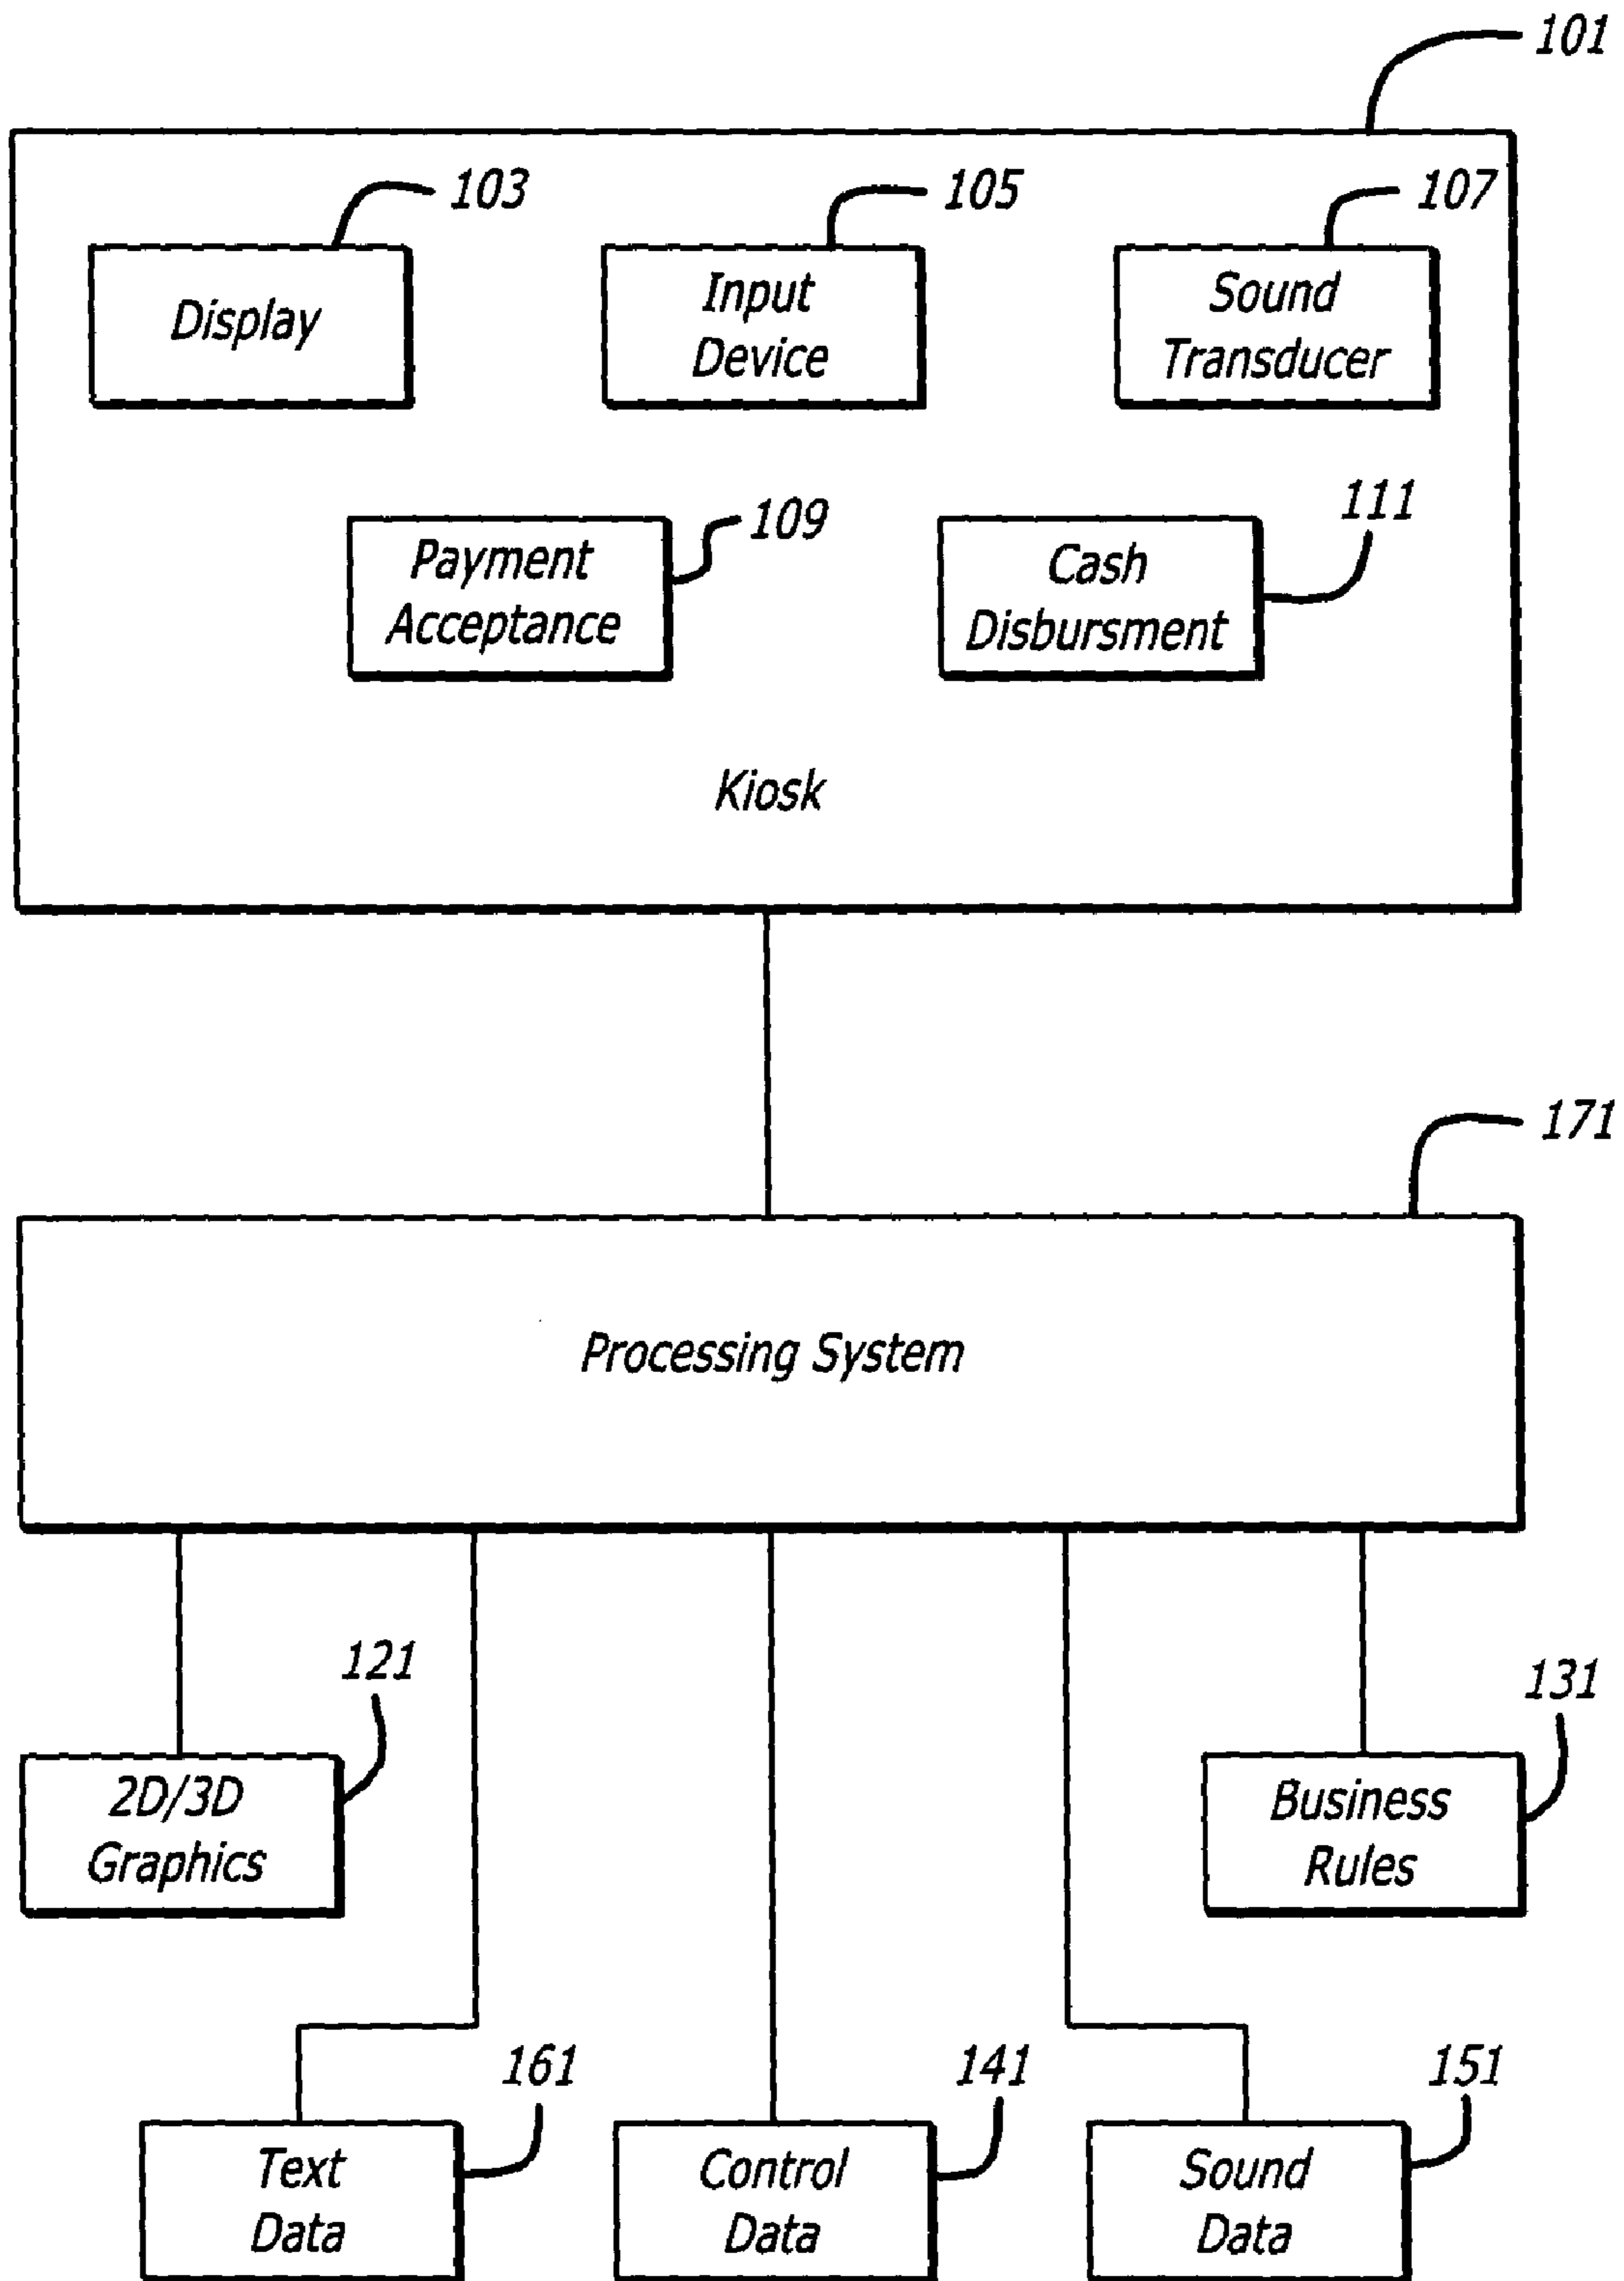 101
103
105
107
Display
Input
Device
Sound
Transducer
109
111
Payment
Acceptance
Cash
Disbursment
Kiosk
171
Processing System
121
131
2D/3D
Graphics
Business
Rules
161
141
151
Text
Data
Control
Data
Sound
Data